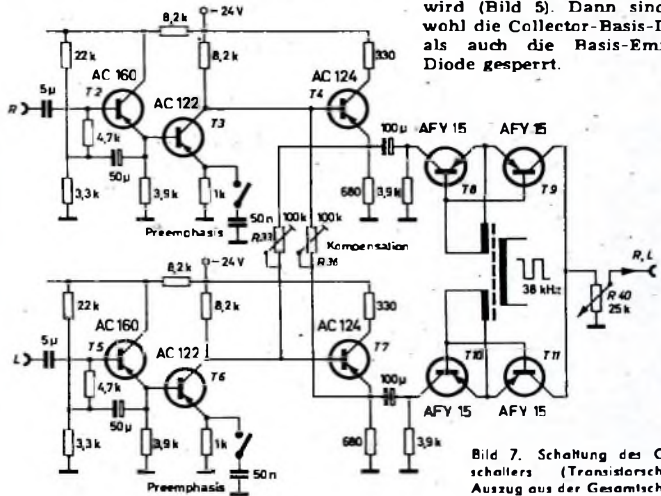 wird (Bild 5). Dann sind
wohl die Collector-Basis-
als auch die Basis-Em
Diode gesperrt.
8,2k
-24V
22k
8,2k
330
AC 160
AC 122
AC 124
5µ
R
T2
T3
T4
4,7k
50µ
3,3k
3,9k
1k
50n
Preemphasis
100µ
680
3,9k
AFY 15
AFY 15
T8
T9
100k
100k
R33
R36
Kompensation
38 kHz
R, L
R 40
25k
8,2k
-24V
22k
8,2k
330
AC 160
AC 122
AC 124
5µ
L
T5
T6
T7
4,7k
50µ
3,3k
3,9k
1k
50n
Preemphasis
100µ
680
3,9k
T10
T11
AFY 15
AFY 15
Bild 7. Schaltung des C
schalters (Transistorsch
Auszug aus der Gesamtsch